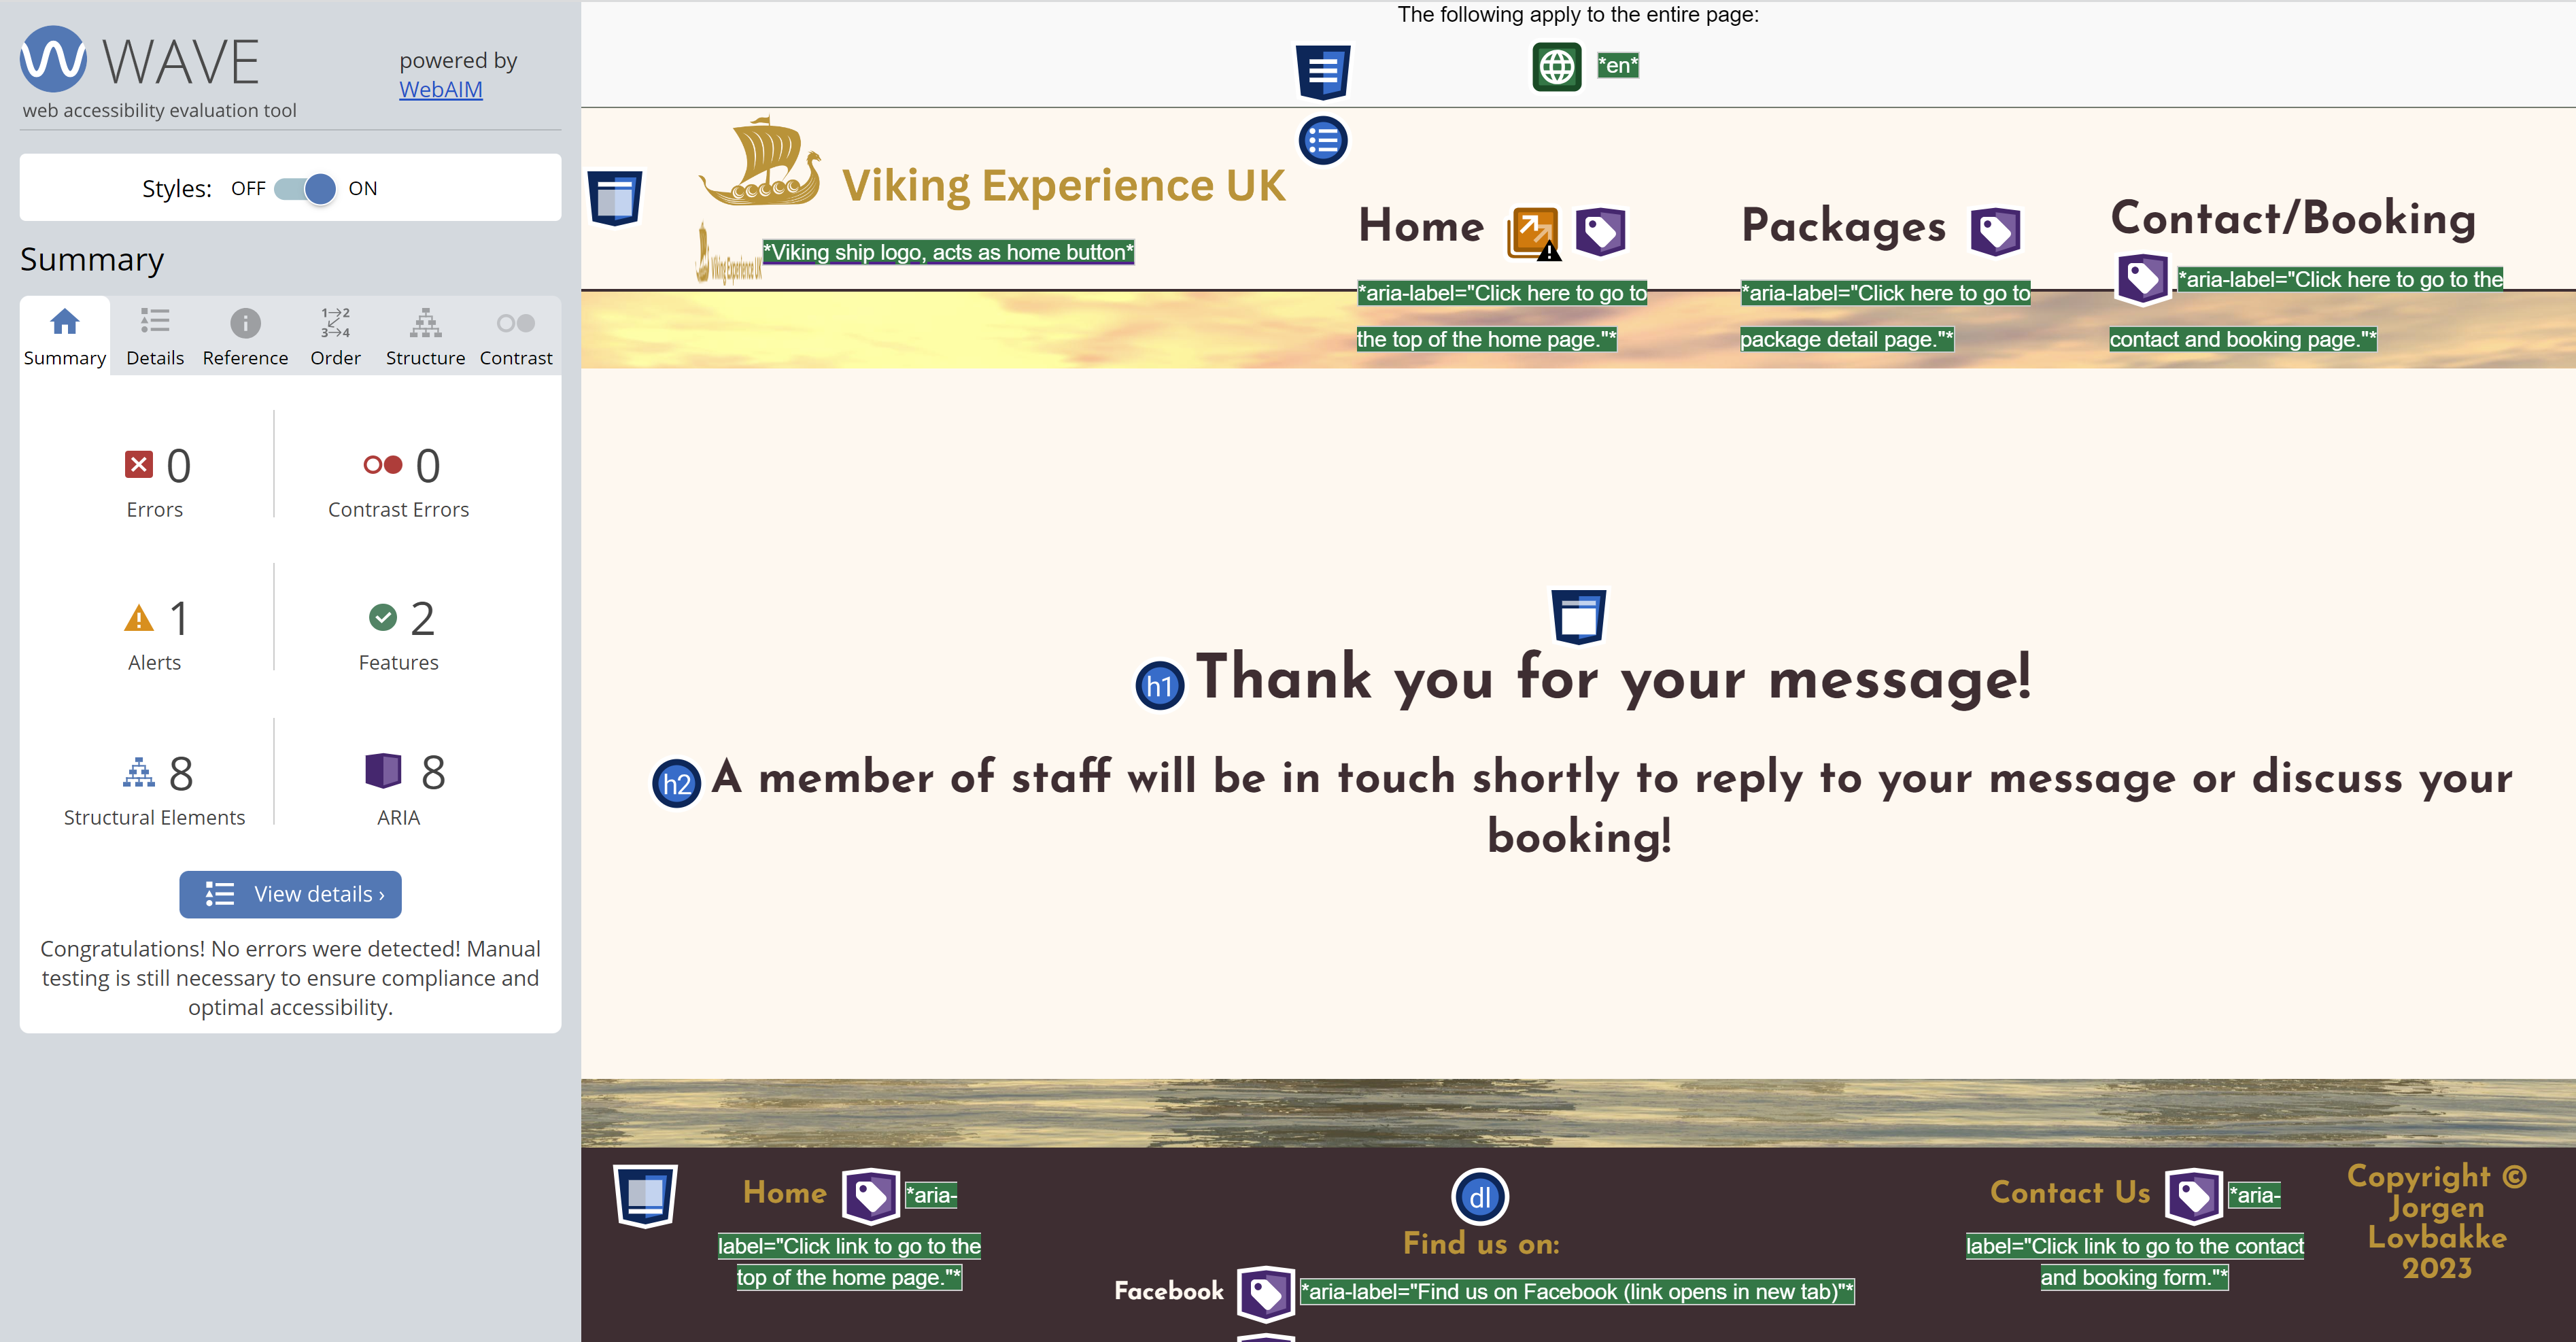 WAVE
powered by
WebAIM
web accessibility evaluation tool
Styles: OFF ON
Summary
Summary Details Reference Order Structure Contrast
1→2
3→4
0 Errors
0 Contrast Errors
1 Alerts
2 Features
8 Structural Elements
8 ARIA
View details ›
Congratulations! No errors were detected! Manual
testing is still necessary to ensure compliance and
optimal accessibility.
The following apply to the entire page:
*en*
Viking Experience UK
Viking Experience UK
*Viking ship logo, acts as home button*
Home
*aria-label="Click here to go to
the top of the home page."*
Packages
*aria-label="Click here to go to
package detail page."*
Contact/Booking
*aria-label="Click here to go to the
contact and booking page."*
h1 Thank you for your message!
h2 A member of staff will be in touch shortly to reply to your message or discuss your
booking!
Home *aria-
label="Click link to go to the
top of the home page."*
dl
Find us on:
Facebook *aria-label="Find us on Facebook (link opens in new tab)"*
Contact Us *aria-
label="Click link to go to the contact
and booking form."*
Copyright ©
Jorgen
Lovbakke
2023